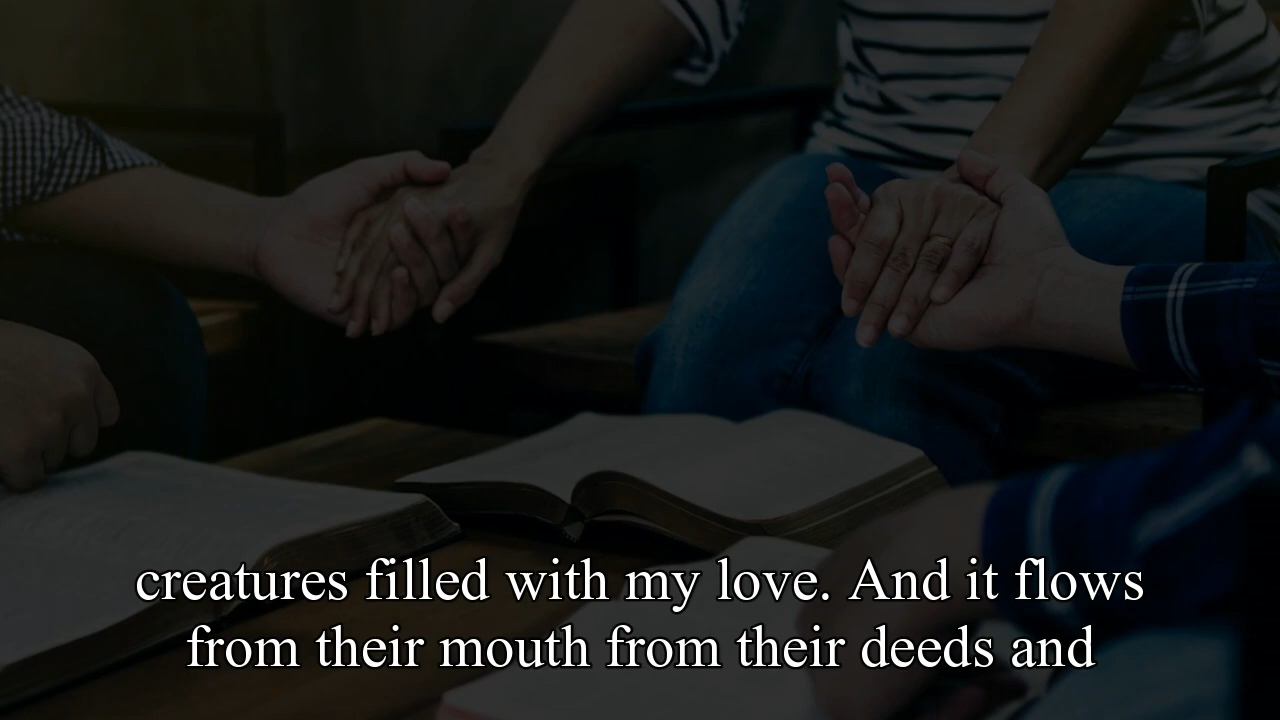 creatures filled with my love. And it flows
from their mouth from their deeds and